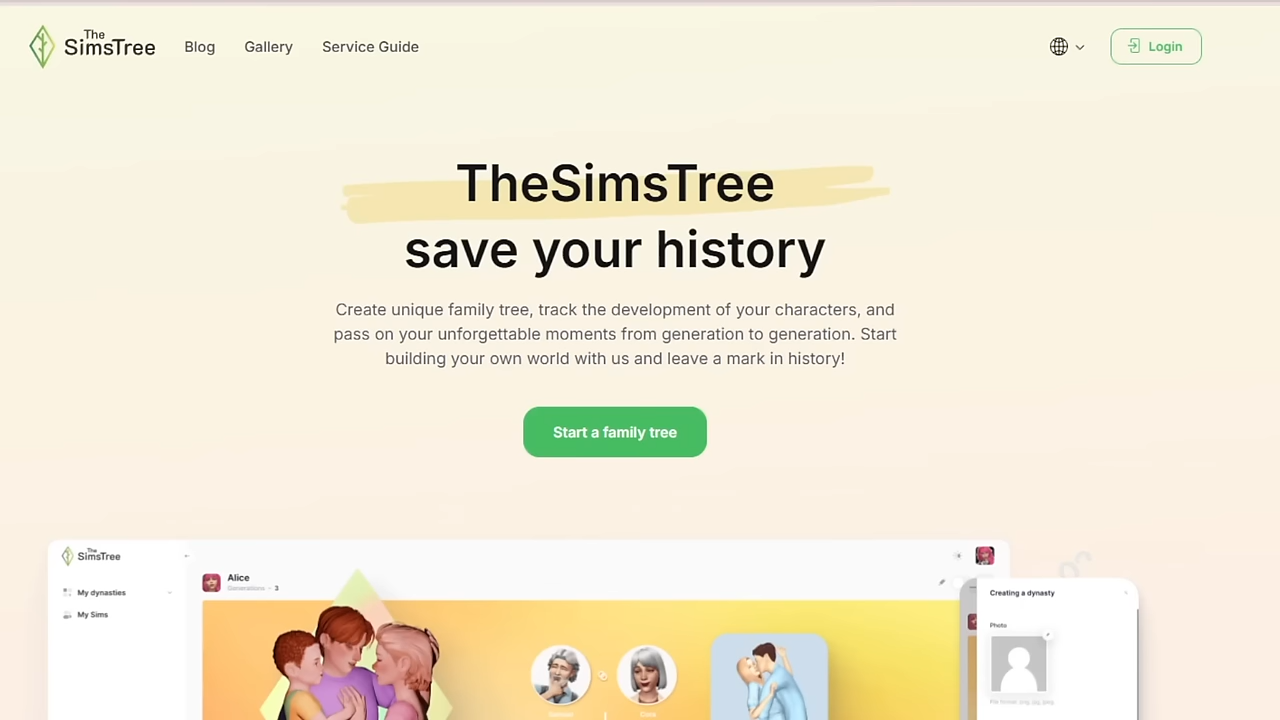 The
SimsTree
Blog
Gallery
Service Guide
Login
TheSimsTree
save your history
Create unique family tree, track the development of your characters, and
pass on your unforgettable moments from generation to generation. Start
building your own world with us and leave a mark in history!
Start a family tree
The
SimsTree
My dynasties
My Sims
Alice
Generations - 3
Creating a dynasty
Photo